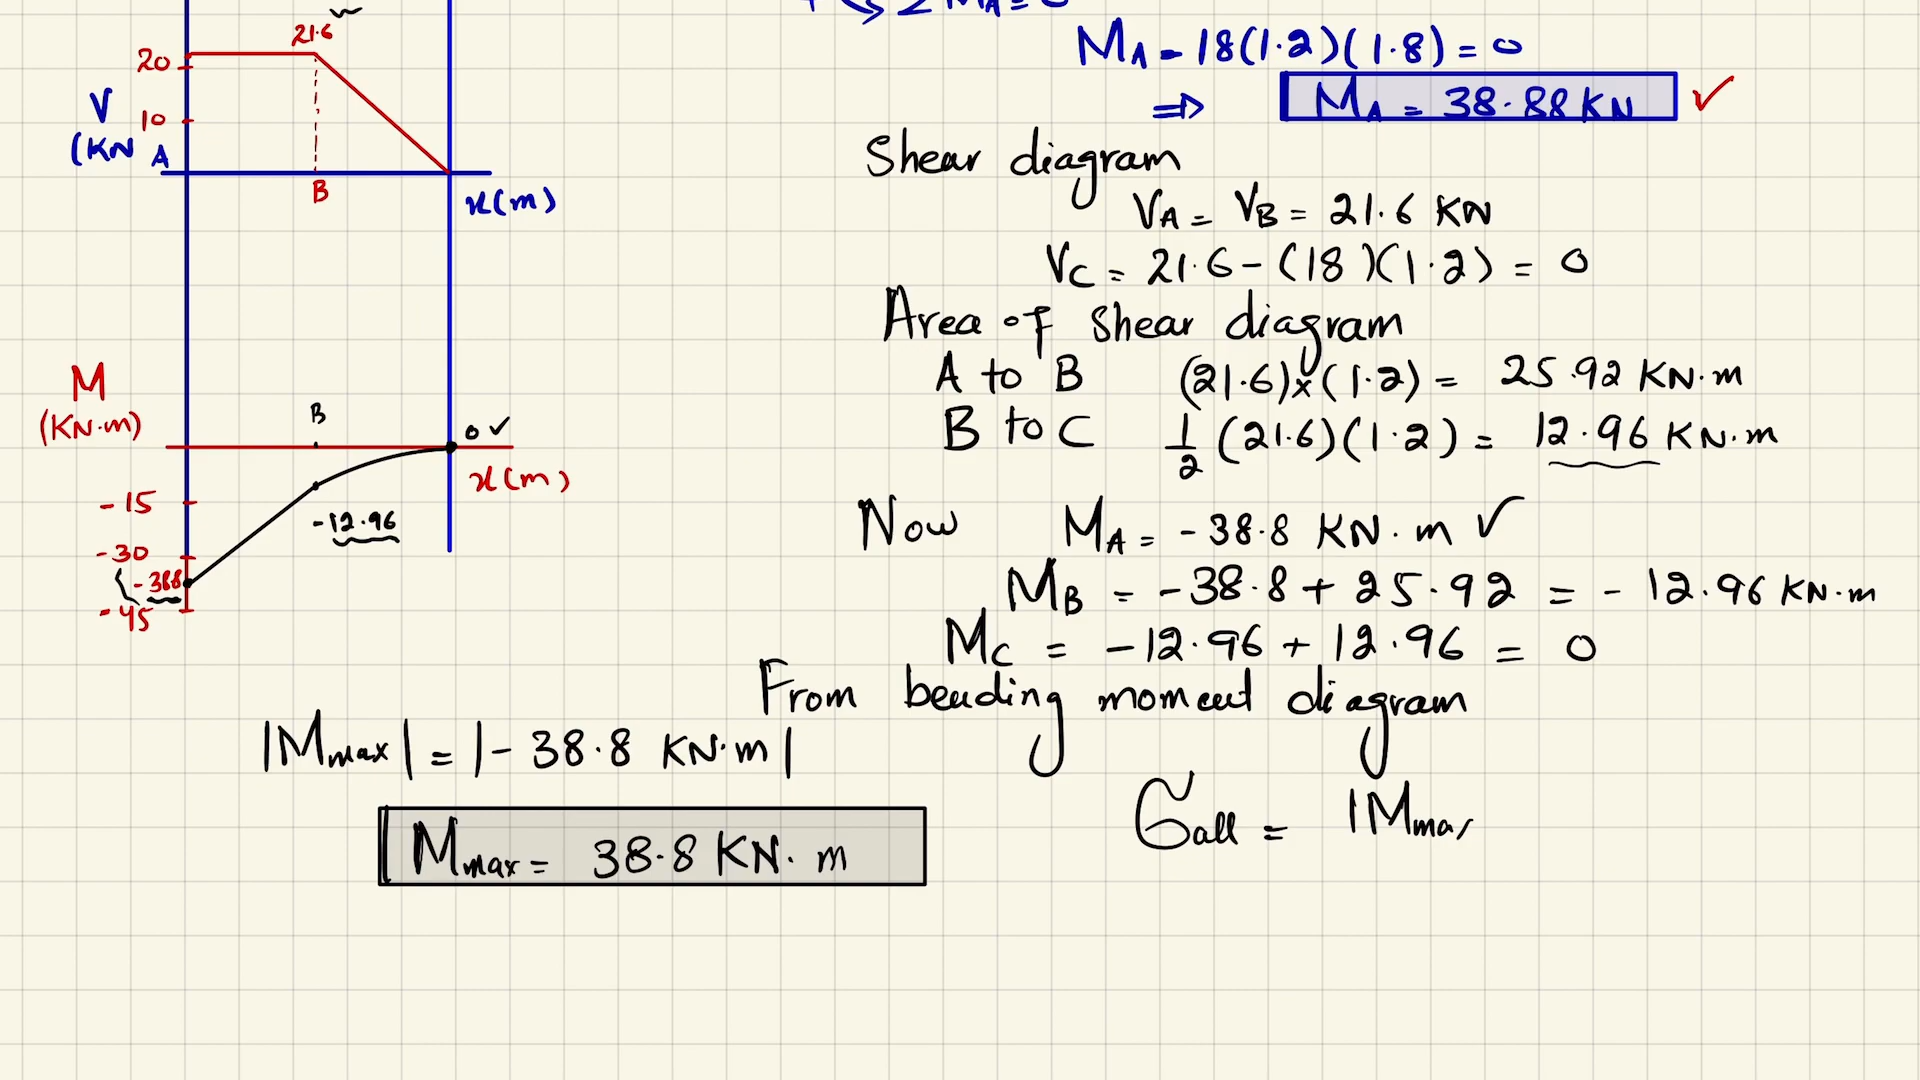 ΣMA=0
MA - 18(1.2)(1.8) = 0
⇒ MA = 38.88 KN ✓
21.6
20
V
10
(KN
A
B
x(m)
Shear diagram
VA = VB = 21.6 KN
VC = 21.6 - (18)(1.2) = 0
Area of shear diagram
A to B (21.6)×(1.2) = 25.92 KN.m
B to C 1/2 (21.6)(1.2) = 12.96 KN.m
M
(KN.m)
B
0 ✓
x(m)
-15
-12.96
-30
-38.8
-45
Now MA = -38.8 KN.m ✓
MB = -38.8 + 25.92 = -12.96 KN.m
MC = -12.96 + 12.96 = 0
From bending moment diagram
|Mmax| = |-38.8 KN.m|
Mmax = 38.8 KN.m
σall = |Mmax